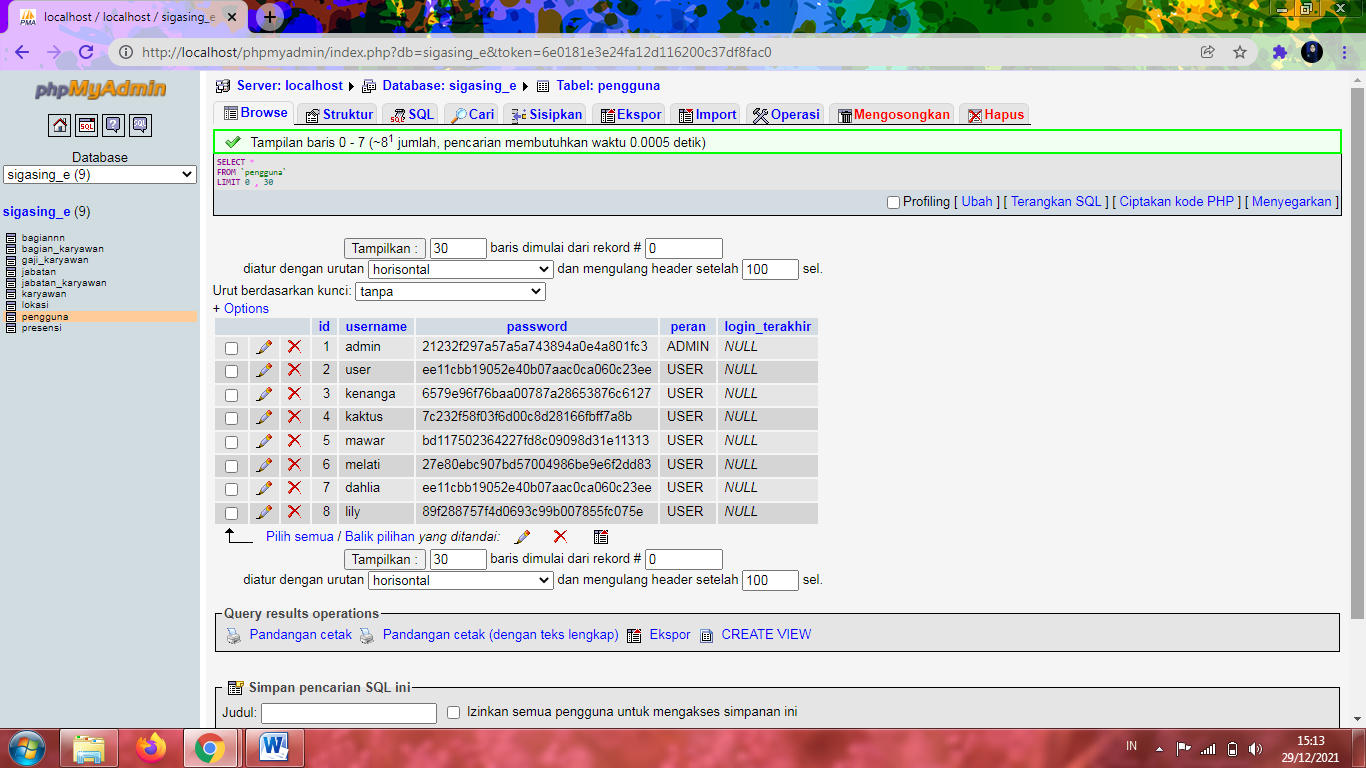 localhost / localhost / sigasing_e
http://localhost/phpmyadmin/index.php?db=sigasing_e&token=6e0181e3e24fa12d116200c37df8fac0
phpMyAdmin
Database
sigasing_e (9)
sigasing_e (9)
bagiannn
bagian_karyawan
gaji_karyawan
jabatan
jabatan_karyawan
karyawan
lokasi
pengguna
presensi
Server: localhost Database: sigasing_e Tabel: pengguna
Browse Struktur SQL Cari Sisipkan Ekspor Import Operasi Mengosongkan Hapus
Tampilan baris 0 - 7 (~81 jumlah, pencarian membutuhkan waktu 0.0005 detik)
SELECT *
FROM `pengguna`
LIMIT 0 , 30
Profiling [ Ubah ] [ Terangkan SQL ] [ Ciptakan kode PHP ] [ Menyegarkan ]
Tampilkan : 30 baris dimulai dari rekord # 0
diatur dengan urutan horisontal dan mengulang header setelah 100 sel.
Urut berdasarkan kunci: tanpa
+ Options
id username password peran login_terakhir
1 admin 21232f297a57a5a743894a0e4a801fc3 ADMIN NULL
2 user ee11cbb19052e40b07aac0ca060c23ee USER NULL
3 kenanga 6579e96f76baa00787a28653876c6127 USER NULL
4 kaktus 7c232f58f03f6d00c8d28166fbff7a8b USER NULL
5 mawar bd117502364227fd8c09098d31e11313 USER NULL
6 melati 27e80ebc907bd57004986be9e6f2dd83 USER NULL
7 dahlia ee11cbb19052e40b07aac0ca060c23ee USER NULL
8 lily 89f288757f4d0693c99b007855fc075e USER NULL
Pilih semua / Balik pilihan yang ditandai:
Tampilkan : 30 baris dimulai dari rekord # 0
diatur dengan urutan horisontal dan mengulang header setelah 100 sel.
Query results operations
Pandangan cetak Pandangan cetak (dengan teks lengkap) Ekspor CREATE VIEW
Simpan pencarian SQL ini
Judul: Izinkan semua pengguna untuk mengakses simpanan ini
IN
15:13
29/12/2021